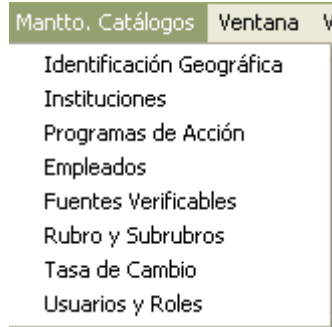 Mantto. Catálogos Ventana
Identificación Geográfica
Instituciones
Programas de Acción
Empleados
Fuentes Verificables
Rubro y Subrubros
Tasa de Cambio
Usuarios y Roles